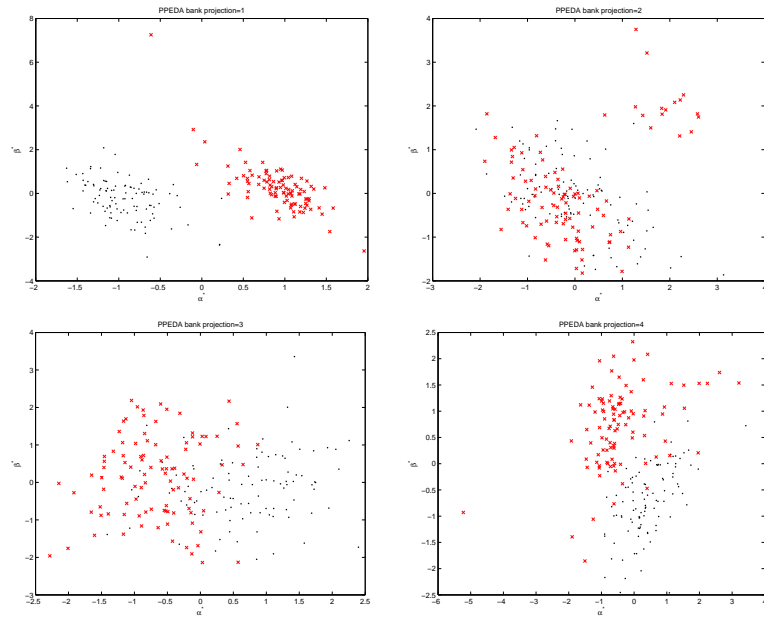 PPEDA bank projection=1
8
6
4
2
0
−2
−4
−2 −1.5 −1 −0.5 0 0.5 1 1.5 2
β*
α*
PPEDA bank projection=2
4
3
2
1
0
−1
−2
−3 −2 −1 0 1 2 3 4
β*
α*
PPEDA bank projection=3
4
3
2
1
0
−1
−2
−3
−2.5 −2 −1.5 −1 −0.5 0 0.5 1 1.5 2 2.5
β*
α*
PPEDA bank projection=4
2.5
2
1.5
1
0.5
0
−0.5
−1
−1.5
−2
−2.5
−6 −5 −4 −3 −2 −1 0 1 2 3 4
β*
α*